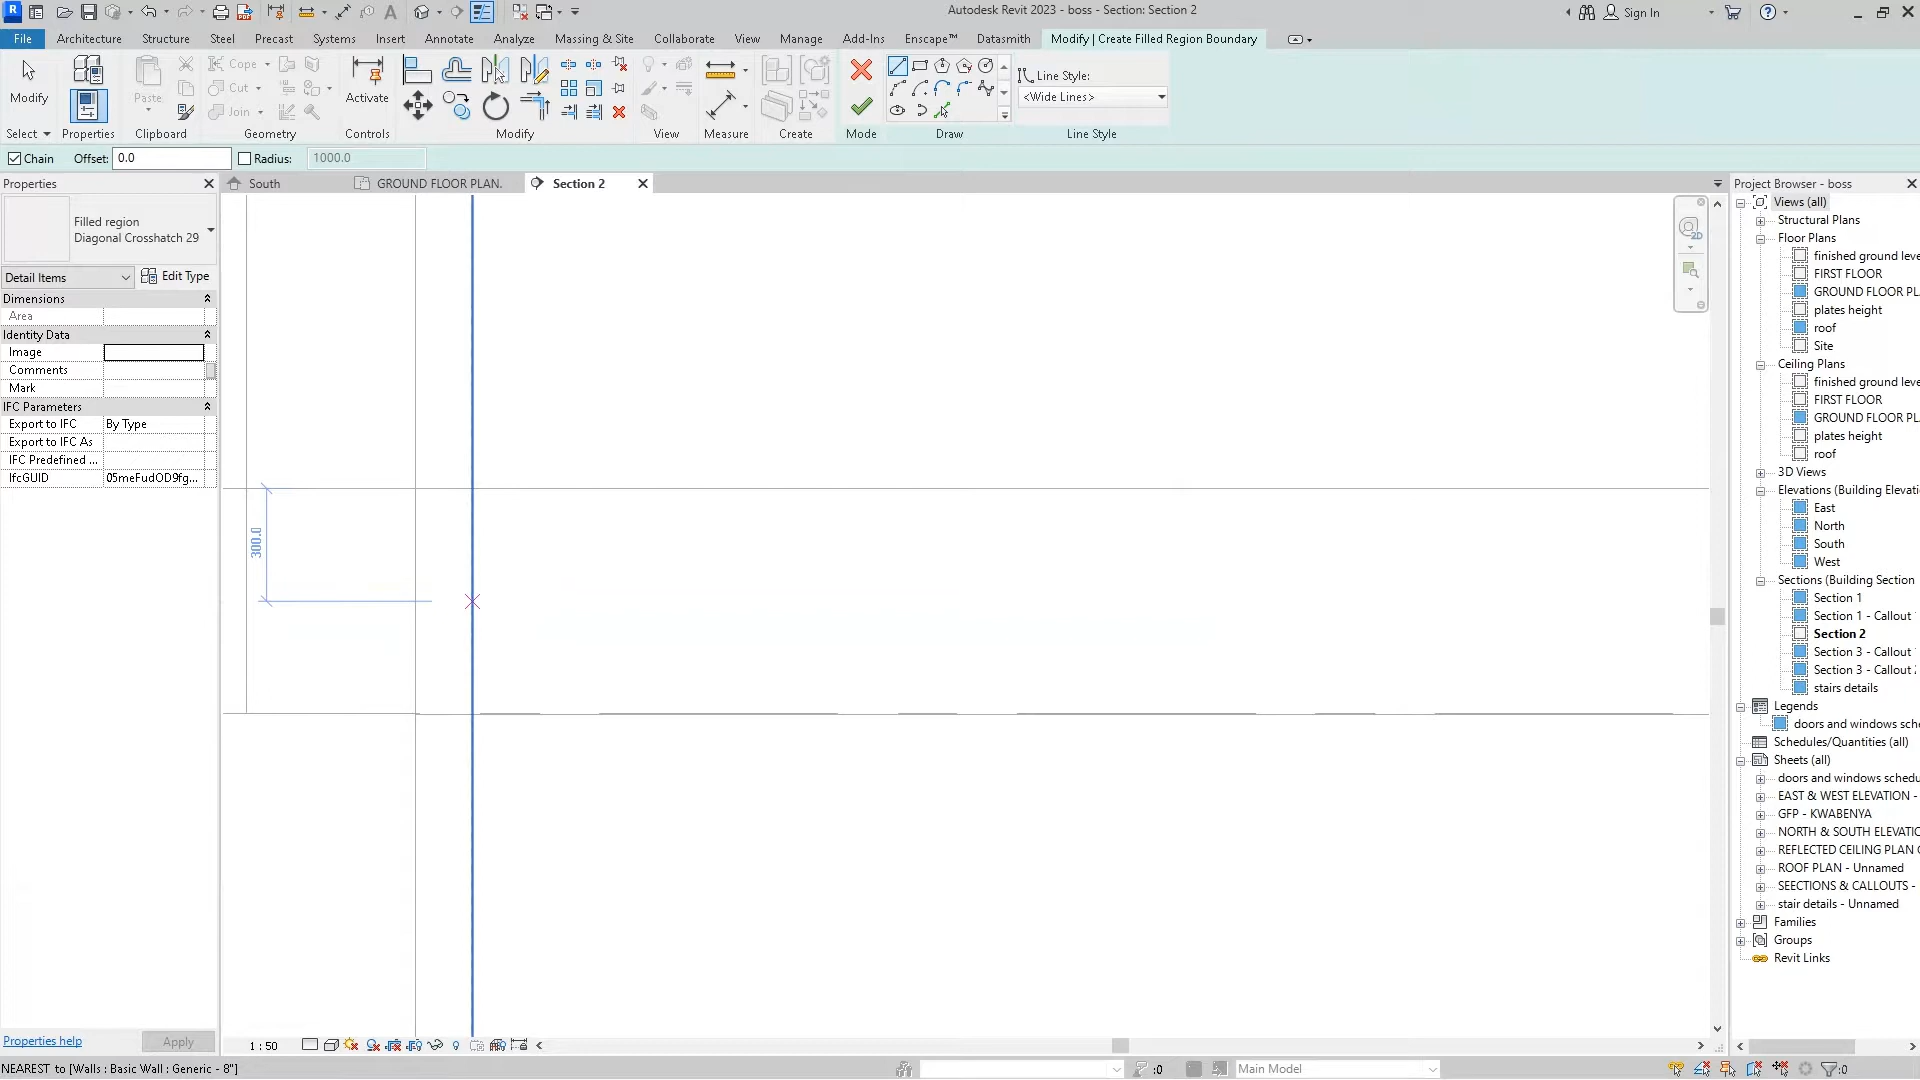 Autodesk Revit 2023 - boss - Section: Section 2
Sign In
File Architecture Structure Steel Precast Systems Insert Annotate Analyze Massing & Site Collaborate View Manage Add-Ins Enscape™ Datasmith Modify | Create Filled Region Boundary
Modify
Paste
Cope
Cut
Join
Activate
Line Style:
<Wide Lines>
Select Properties Clipboard Geometry Controls Modify View Measure Create Mode Draw Line Style
Chain Offset: 0.0 Radius: 1000.0
Properties
South
GROUND FLOOR PLAN.
Section 2
Filled region
Diagonal Crosshatch 29
Detail Items
Edit Type
Dimensions
Area
Identity Data
Image
Comments
Mark
IFC Parameters
Export to IFC By Type
Export to IFC As
IFC Predefined ...
IfcGUID 05meFudOD9fg...
Properties help
Apply
300.0
2D
Project Browser - boss
Views (all)
Structural Plans
Floor Plans
finished ground leve
FIRST FLOOR
GROUND FLOOR PL
plates height
roof
Site
Ceiling Plans
finished ground leve
FIRST FLOOR
GROUND FLOOR PL
plates height
roof
3D Views
Elevations (Building Elevati
East
North
South
West
Sections (Building Section
Section 1
Section 1 - Callout
Section 2
Section 3 - Callout
Section 3 - Callout
stairs details
Legends
doors and windows sche
Schedules/Quantities (all)
Sheets (all)
doors and windows schedu
EAST & WEST ELEVATION -
GFP - KWABENYA
NORTH & SOUTH ELEVATIO
REFLECTED CEILING PLAN
ROOF PLAN - Unnamed
SEECTIONS & CALLOUTS -
stair details - Unnamed
Families
Groups
Revit Links
1 : 50
NEAREST to [Walls : Basic Wall : Generic - 8"]
:0
Main Model
:0